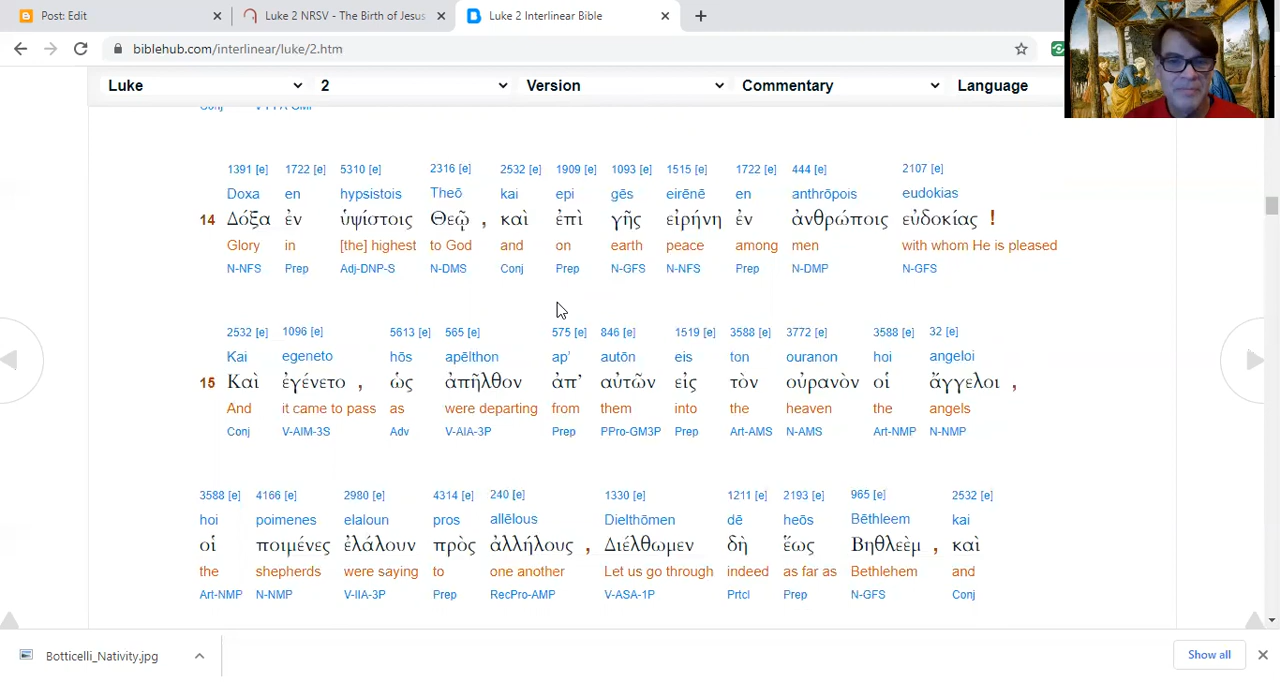 Post: Edit
Luke 2 NRSV - The Birth of Jesus
Luke 2 Interlinear Bible
biblehub.com/interlinear/luke/2.htm
Luke 2 Version Commentary Language
1391 [e] 1722 [e] 5310 [e] 2316 [e] 2532 [e] 1909 [e] 1093 [e] 1515 [e] 1722 [e] 444 [e] 2107 [e]
Doxa en hypsistois Theō kai epi gēs eirēnē en anthrōpois eudokias
14 Δόξα ἐν ὑψίστοις Θεῷ , καὶ ἐπὶ γῆς εἰρήνη ἐν ἀνθρώποις εὐδοκίας !
Glory in [the] highest to God and on earth peace among men with whom He is pleased
N-NFS Prep Adj-DNP-S N-DMS Conj Prep N-GFS N-NFS Prep N-DMP N-GFS
2532 [e] 1096 [e] 5613 [e] 565 [e] 575 [e] 846 [e] 1519 [e] 3588 [e] 3772 [e] 3588 [e] 32 [e]
Kai egeneto hōs apēlthon ap’ autōn eis ton ouranon hoi angeloi
15 Καὶ ἐγένετο , ὡς ἀπῆλθον ἀπ’ αὐτῶν εἰς τὸν οὐρανὸν οἱ ἄγγελοι ,
And it came to pass as were departing from them into the heaven the angels
Conj V-AIM-3S Adv V-AIA-3P Prep PPro-GM3P Prep Art-AMS N-AMS Art-NMP N-NMP
3588 [e] 4166 [e] 2980 [e] 4314 [e] 240 [e] 1330 [e] 1211 [e] 2193 [e] 965 [e] 2532 [e]
hoi poimenes elaloun pros allēlous Dielthōmen dē heōs Bēthleem kai
οἱ ποιμένες ἐλάλουν πρὸς ἀλλήλους , Διέλθωμεν δὴ ἕως Βηθλεὲμ , καὶ
the shepherds were saying to one another Let us go through indeed as far as Bethlehem and
Art-NMP N-NMP V-IIA-3P Prep RecPro-AMP V-ASA-1P Prtcl Prep N-GFS Conj
Botticelli_Nativity.jpg
Show all